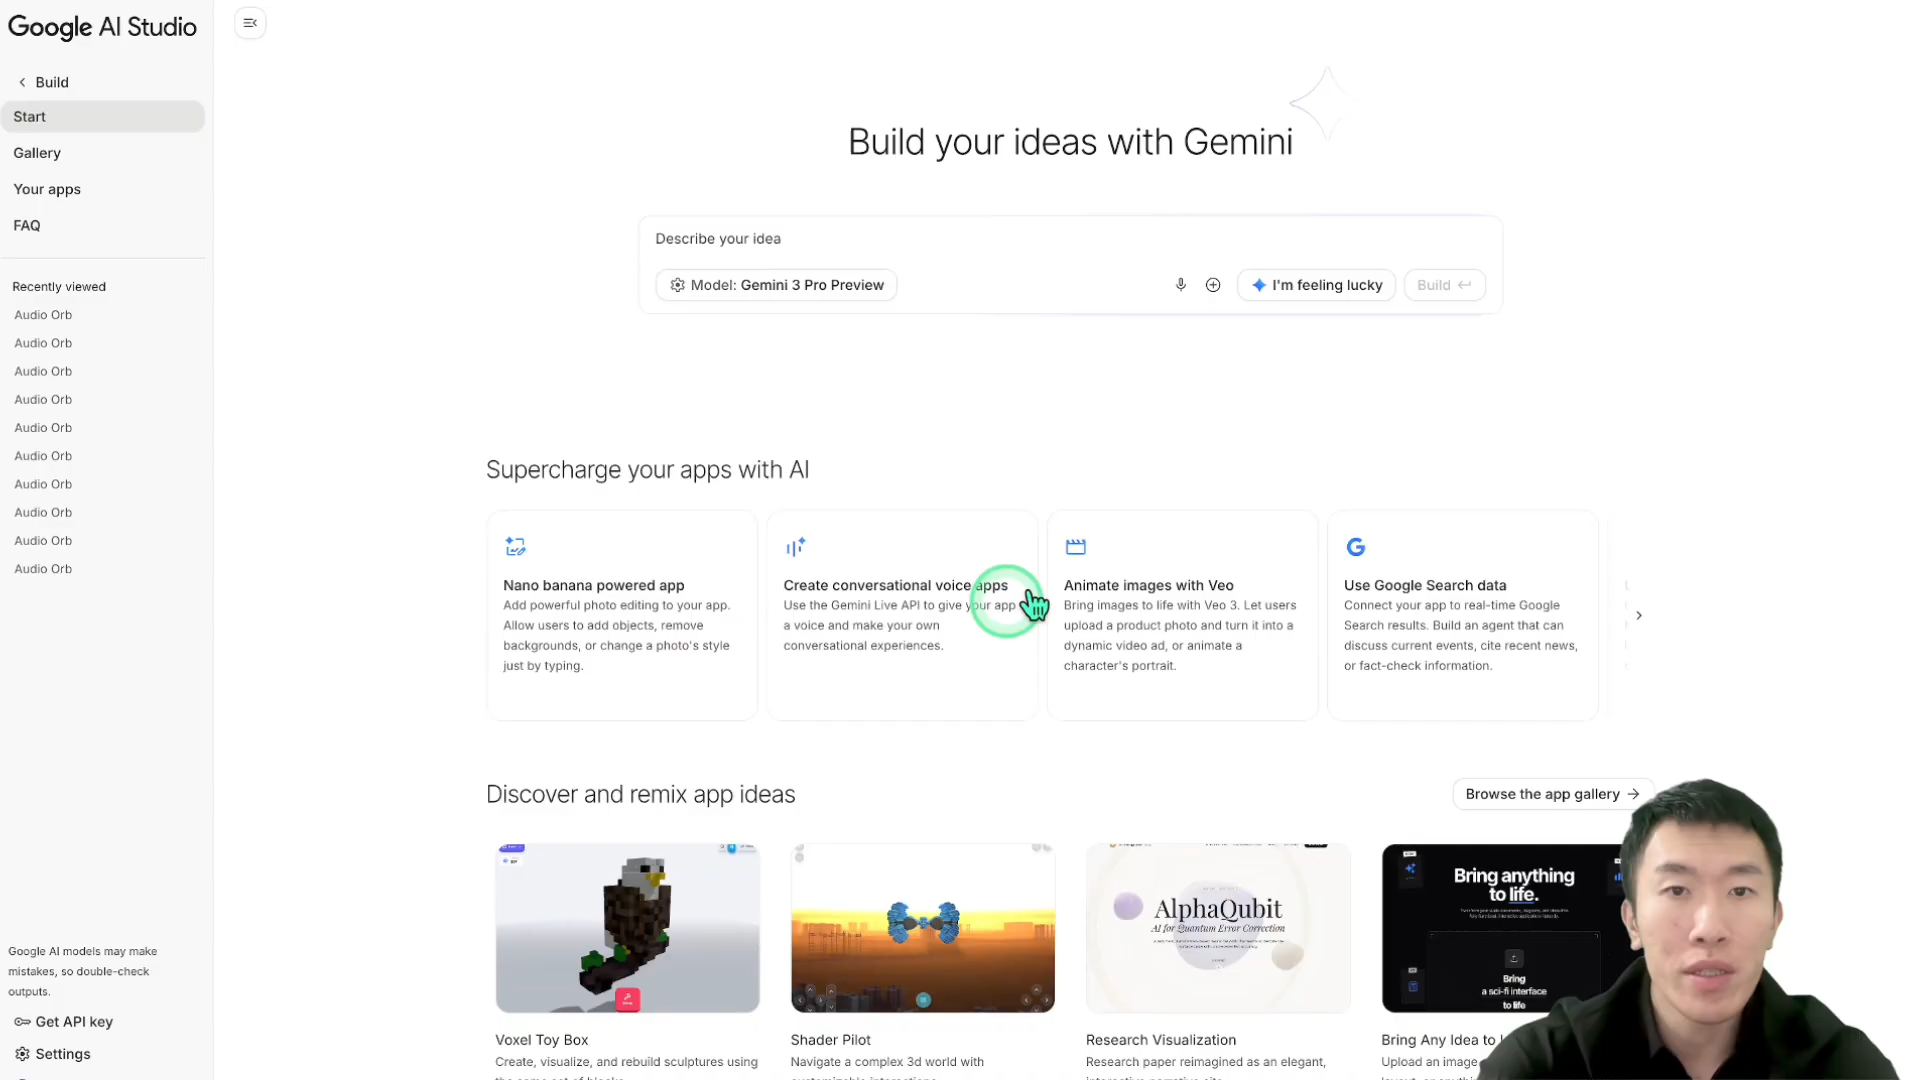 Google AI Studio
Build
Start
Gallery
Your apps
FAQ
Recently viewed
Audio Orb
Audio Orb
Audio Orb
Audio Orb
Audio Orb
Audio Orb
Audio Orb
Audio Orb
Audio Orb
Audio Orb
Google AI models may make
mistakes, so double-check
outputs.
Get API key
Settings
Build your ideas with Gemini
Describe your idea
Model: Gemini 3 Pro Preview
I'm feeling lucky
Build
Supercharge your apps with AI
Nano banana powered app
Add powerful photo editing to your app.
Allow users to add objects, remove
backgrounds, or change a photo's style
just by typing.
Create conversational voice apps
Use the Gemini Live API to give your app
a voice and make your own
conversational experiences.
Animate images with Veo
Bring images to life with Veo 3. Let users
upload a product photo and turn it into a
dynamic video ad, or animate a
character's portrait.
Use Google Search data
Connect your app to real-time Google
Search results. Build an agent that can
discuss current events, cite recent news,
or fact-check information.
Discover and remix app ideas
Browse the app gallery
AlphaQubit
AI for Quantum Error Correction
Bring anything
to life.
Bring
a sci-fi interface
to life
Voxel Toy Box
Create, visualize, and rebuild sculptures using
Shader Pilot
Navigate a complex 3d world with
Research Visualization
Research paper reimagined as an elegant,
Bring Any Idea to
Upload an image